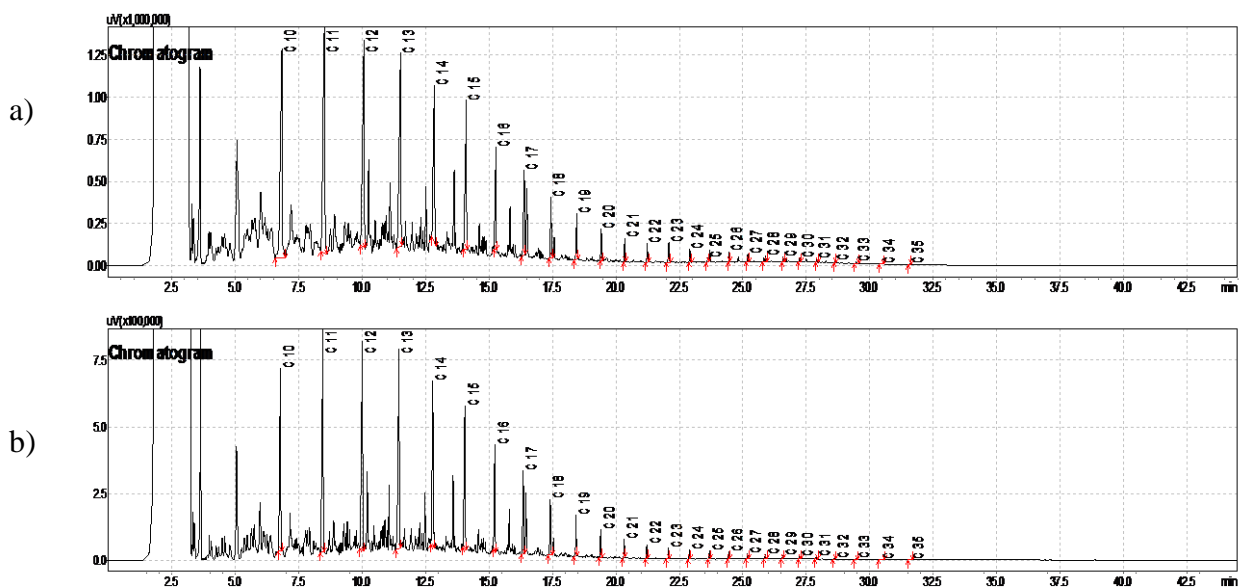 a)
uV(x1,000,000)
Chromatogram
1.25
1.00
0.75
0.50
0.25
0.00
C 10
C 11
C 12
C 13
C 14
C 15
C 16
C 17
C 18
C 19
C 20
C 21
C 22
C 23
C 24
C 25
C 26
C 27
C 28
C 29
C 30
C 31
C 32
C 33
C 34
C 35
2.5 5.0 7.5 10.0 12.5 15.0 17.5 20.0 22.5 25.0 27.5 30.0 32.5 35.0 37.5 40.0 42.5 min
b)
uV(x100,000)
Chromatogram
7.5
5.0
2.5
0.0
C 10
C 11
C 12
C 13
C 14
C 15
C 16
C 17
C 18
C 19
C 20
C 21
C 22
C 23
C 24
C 25
C 26
C 27
C 28
C 29
C 30
C 31
C 32
C 33
C 34
C 35
2.5 5.0 7.5 10.0 12.5 15.0 17.5 20.0 22.5 25.0 27.5 30.0 32.5 35.0 37.5 40.0 42.5 min